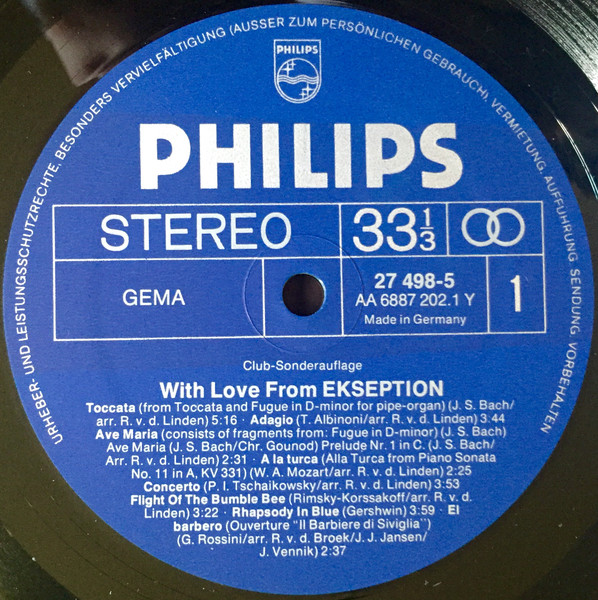 URHEBER- UND LEISTUNGSSCHUTZRECHTE, BESONDERS VERVIELFÄLTIGUNG (AUSSER ZUM PERSÖNLICHEN GEBRAUCH), VERMIETUNG, AUFFÜHRUNG, SENDUNG VORBEHALTEN
PHILIPS
PHILIPS
STEREO 33 1/3
GEMA
27 498-5
AA 6887 202.1 Y
Made in Germany
1
Club-Sonderauflage
With Love From EKSEPTION
Toccata (from Toccata and Fugue in D-minor for pipe-organ) (J. S. Bach/
arr. R. v. d. Linden) 5:16 · Adagio (T. Albinoni/arr. R. v. d. Linden) 3:44
Ave Maria (consists of fragments from: Fugue in D-minor) (J. S. Bach)
Ave Maria (J. S. Bach/Chr. Gounod) Prelude Nr. 1 in C. (J. S. Bach/
Arr. R. v. d. Linden) 2:31 · A la turca (Alla Turca from Piano Sonata
No. 11 in A, KV 331) (W. A. Mozart/arr. R. v. d. Linden) 2:25
Concerto (P. I. Tschaikowsky/arr. R. v. d. Linden) 3:53
Flight Of The Bumble Bee (Rimsky-Korssakoff/arr. R. v. d.
Linden) 3:22 · Rhapsody In Blue (Gershwin) 3:59 · El
barbero (Ouverture "Il Barbiere di Siviglia")
(G. Rossini/arr. R. v. d. Broek/J. J. Jansen/
J. Vennik) 2:37